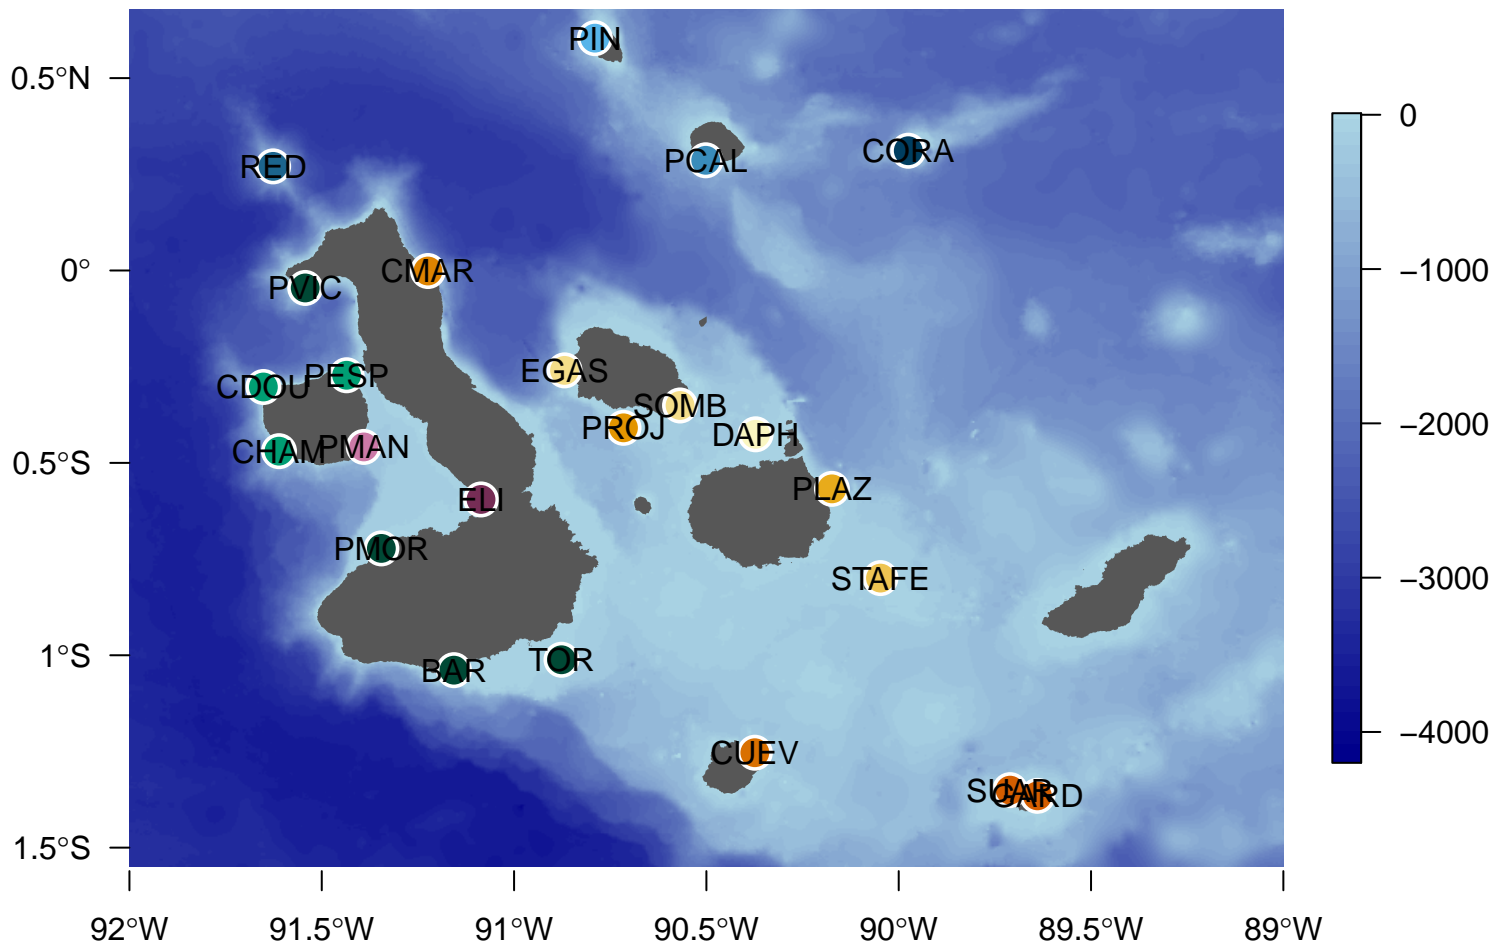 PIN
0.5°N
0
PCAL
CORA
RED
0°
CMAR
−1000
PVIC
EGAS
PESP
CDOU
SOMB
−2000
PROJ
DAPH
CHAM
PMAN
0.5°S
PLAZ
ELI
PMOR
STAFE
−3000
1°S
TOR
BAR
−4000
CUEV
SUAR
GARD
1.5°S
92°W
91.5°W
91°W
90.5°W
90°W
89.5°W
89°W